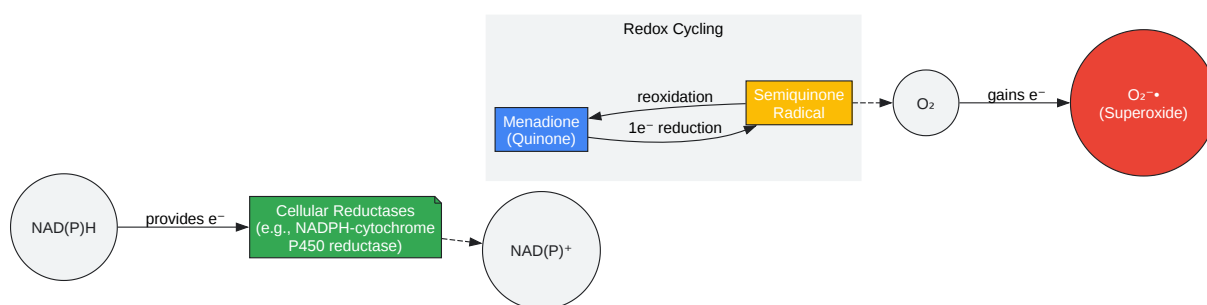 Redox Cycling
reoxidation
Semiquinone
Radical
Menadione
(Quinone)
1e⁻ reduction
O₂
gains e⁻
O₂⁻•
(Superoxide)
NAD(P)H
provides e⁻
Cellular Reductases
(e.g., NADPH-cytochrome
P450 reductase)
NAD(P)⁺